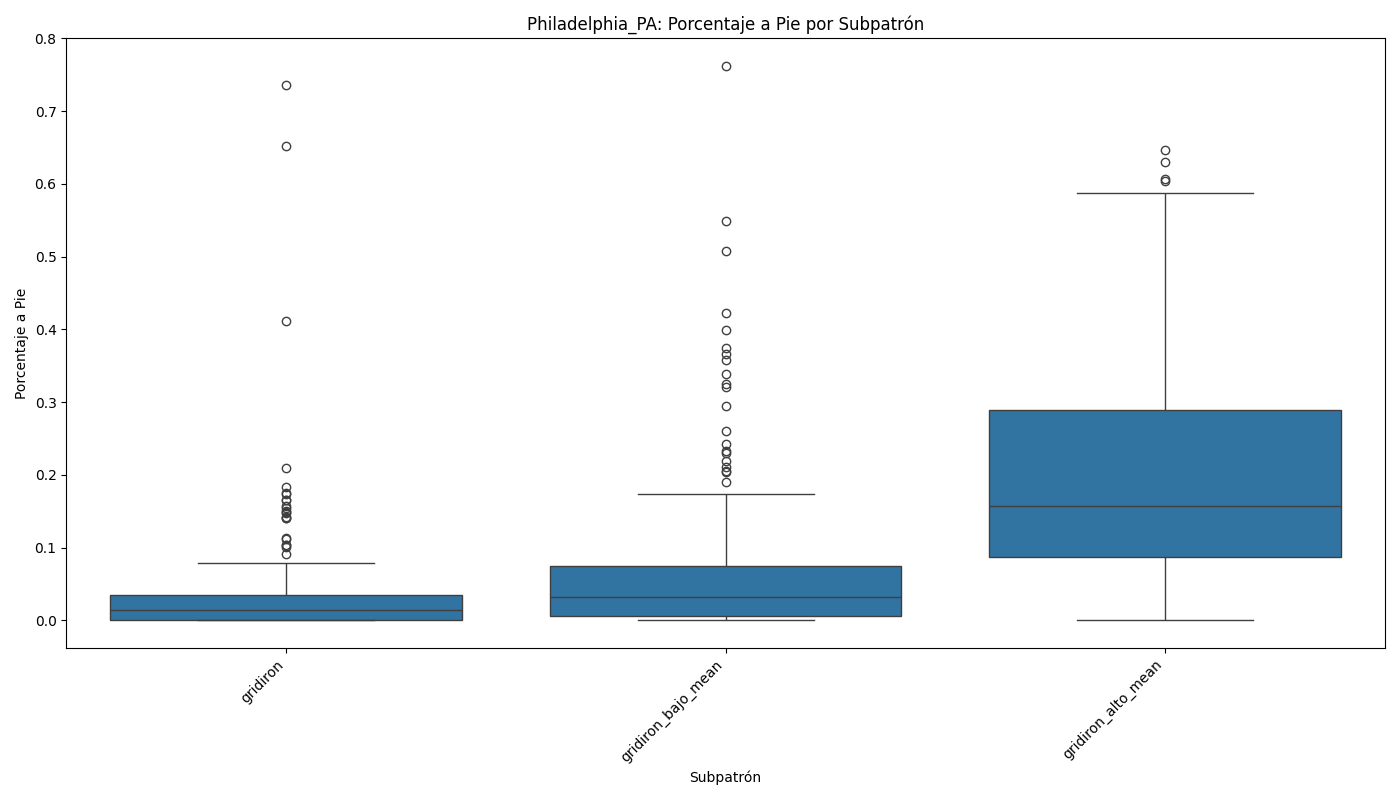 Philadelphia_PA: Porcentaje a Pie por Subpatrón
Porcentaje a Pie
0.8
0.7
0.6
0.5
0.4
0.3
0.2
0.1
0.0
gridiron
gridiron_bajo_mean
gridiron_alto_mean
Subpatrón